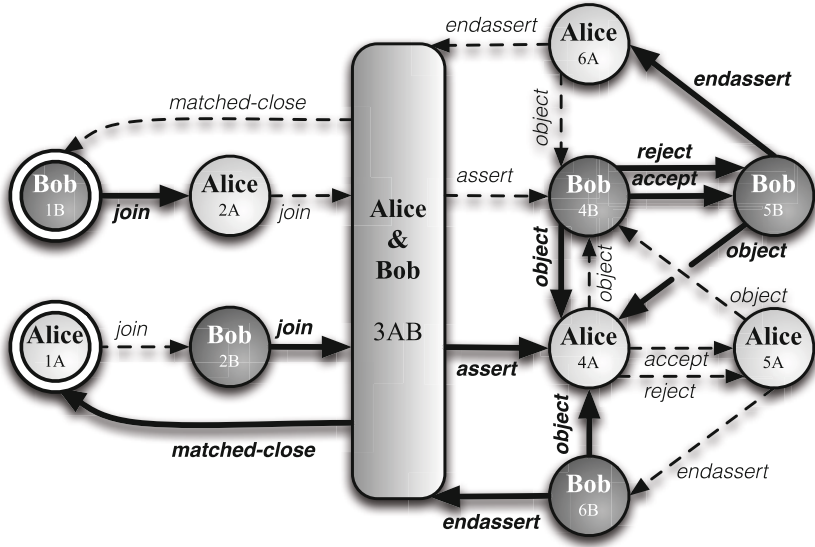 endassert
Alice
6A
endassert
matched-close
object
reject
Bob
1B
join
Alice
2A
join
assert
Bob
4B
accept
Bob
5B
Alice
&
Bob
3AB
object
object
object
object
Alice
1A
join
Bob
2B
join
assert
Alice
4A
accept
reject
Alice
5A
matched-close
object
endassert
Bob
6B
endassert